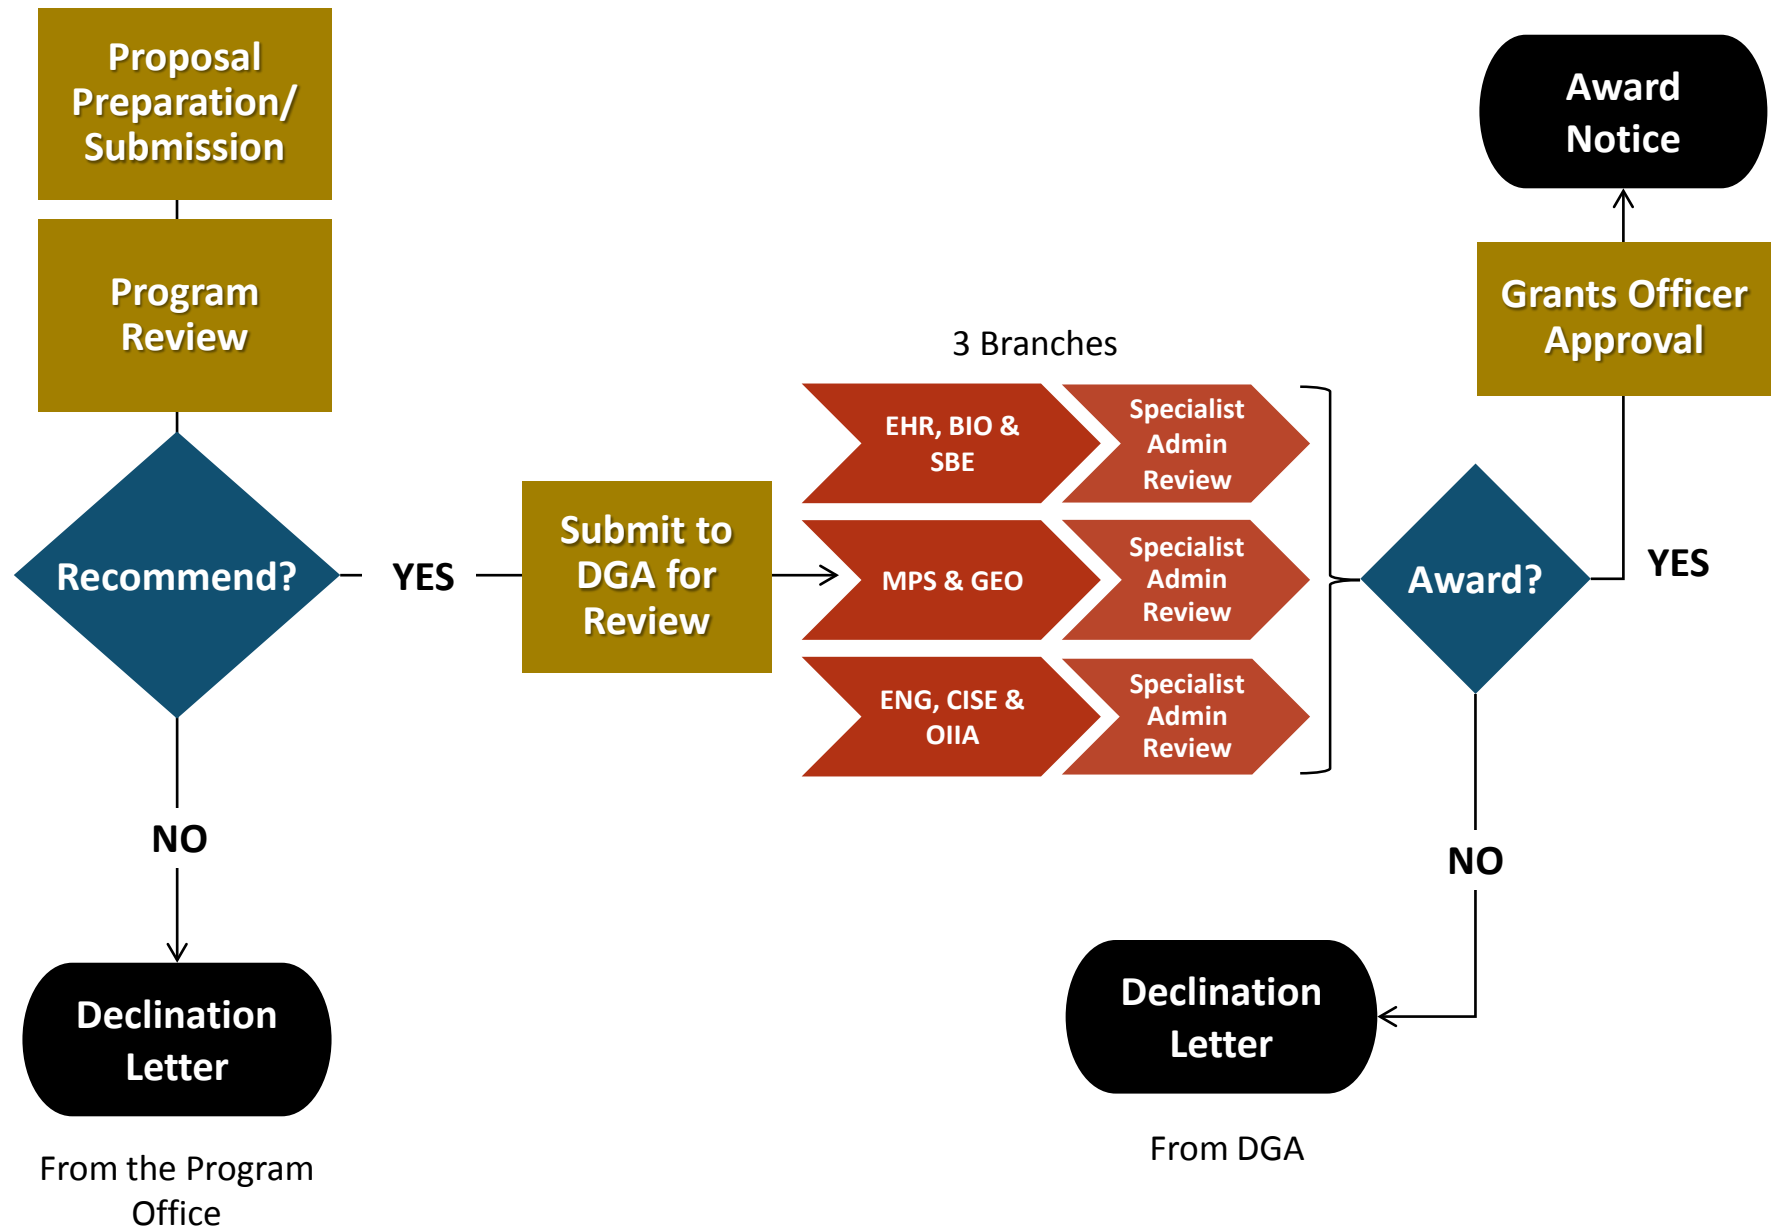 Proposal
Preparation/
Submission
Program
Review
Recommend?
YES
NO
Declination
Letter
From the Program
Office
Submit to
DGA for
Review
3 Branches
EHR, BIO &
SBE
Specialist
Admin
Review
MPS & GEO
Specialist
Admin
Review
ENG, CISE &
OIIA
Specialist
Admin
Review
Award?
YES
Grants Officer
Approval
Award
Notice
NO
Declination
Letter
From DGA